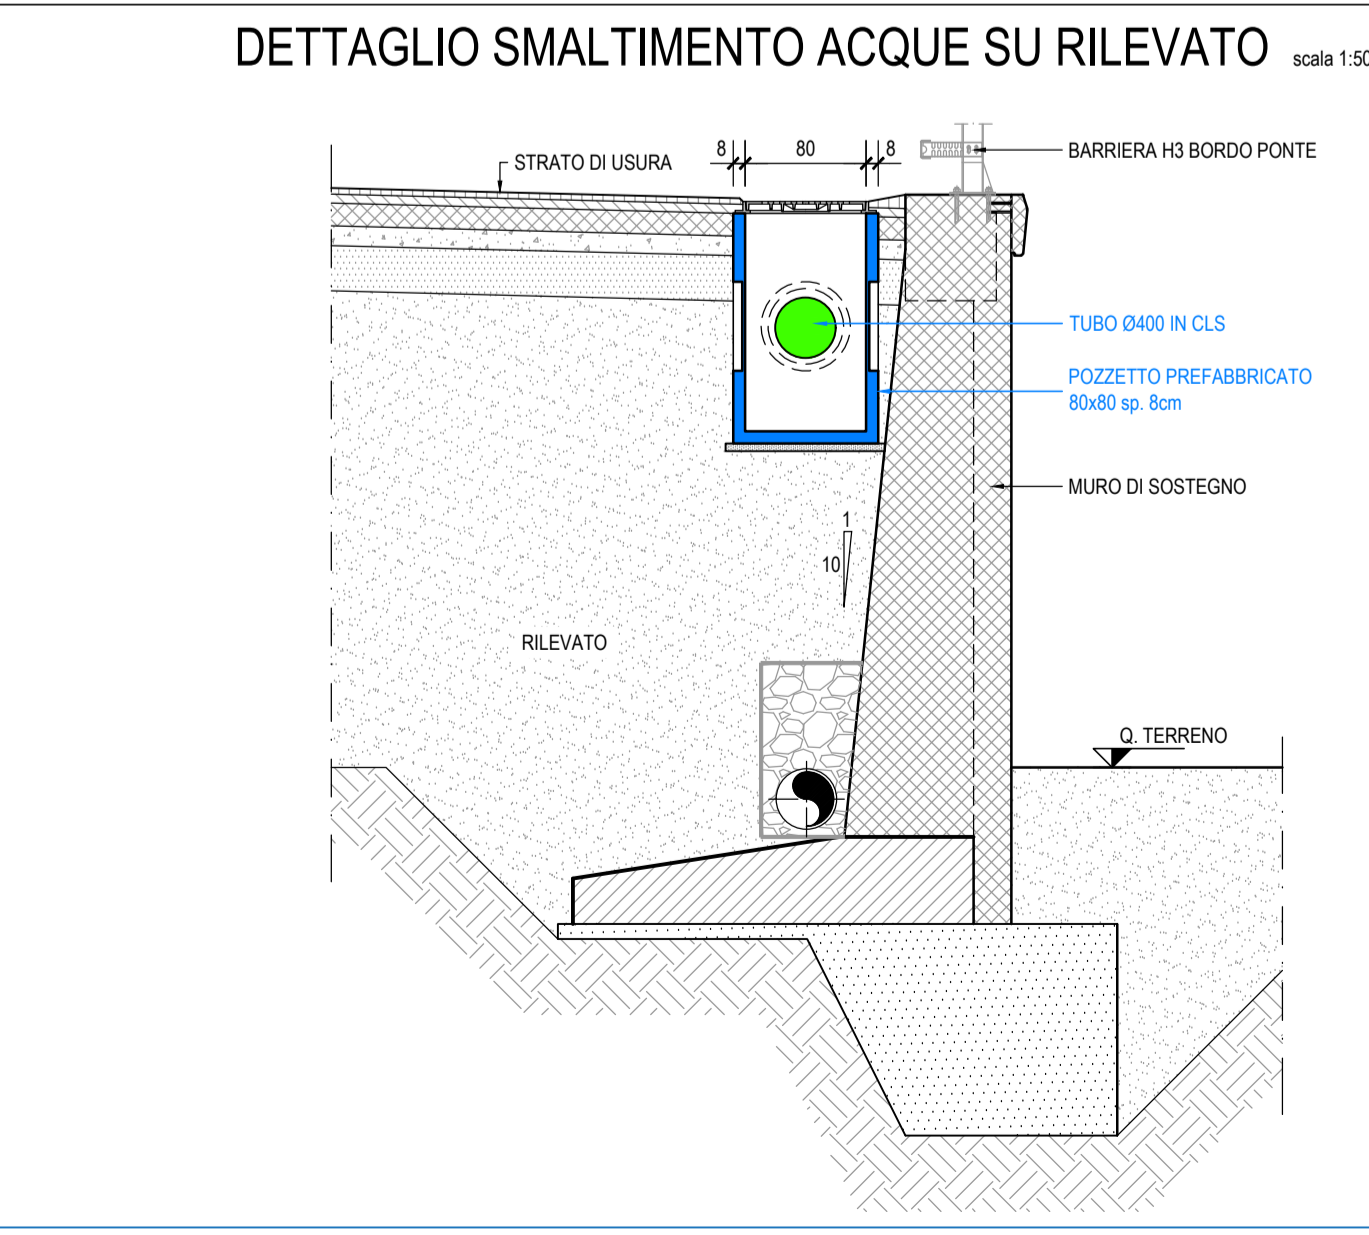 DETTAGLIO SMALTIMENTO ACQUE SU RILEVATO scala 1:50
8 80 8
BARRIERA H3 BORDO PONTE
STRATO DI USURA
TUBO Ø400 IN CLS
POZZETTO PREFABBRICATO
80x80 sp. 8cm
MURO DI SOSTEGNO
1
10
RILEVATO
Q. TERRENO